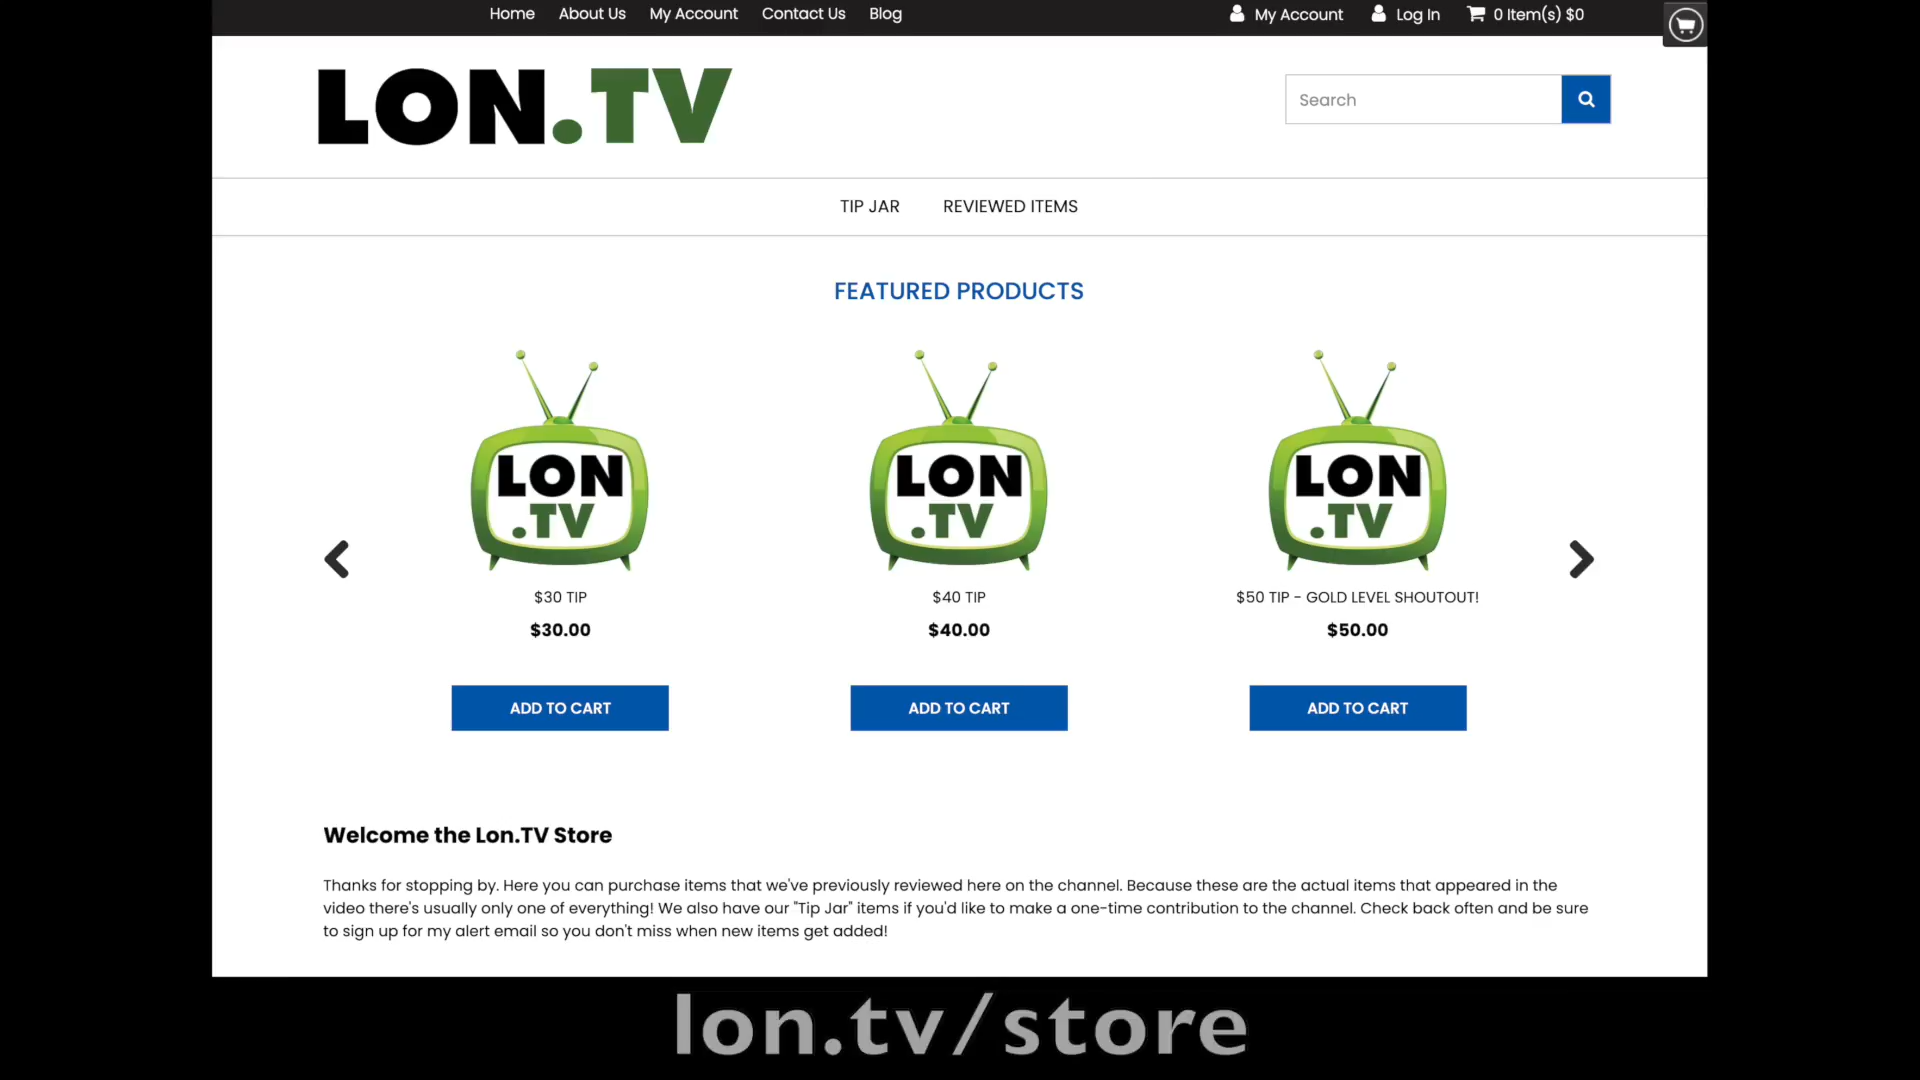 Home About Us My Account Contact Us Blog My Account Log In 0 Item(s) $0
LON.TV
Search
TIP JAR REVIEWED ITEMS
FEATURED PRODUCTS
LON LON LON
.TV .TV .TV
$30 TIP $40 TIP $50 TIP - GOLD LEVEL SHOUTOUT!
$30.00 $40.00 $50.00
ADD TO CART ADD TO CART ADD TO CART
Welcome the Lon.TV Store
Thanks for stopping by. Here you can purchase items that we've previously reviewed here on the channel. Because these are the actual items that appeared in the
video there's usually only one of everything! We also have our "Tip Jar" items if you'd like to make a one-time contribution to the channel. Check back often and be sure
to sign up for my alert email so you don't miss when new items get added!
lon.tv/store